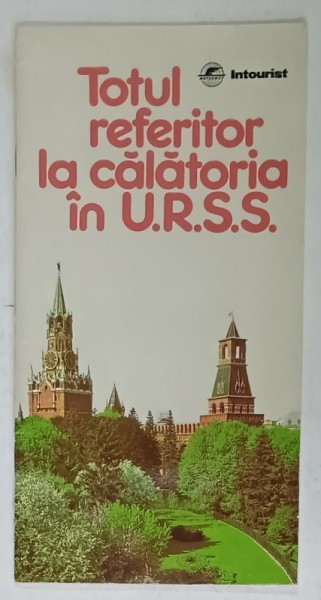 Intourist
Totul
referitor
la călătoria
în U.R.S.S.